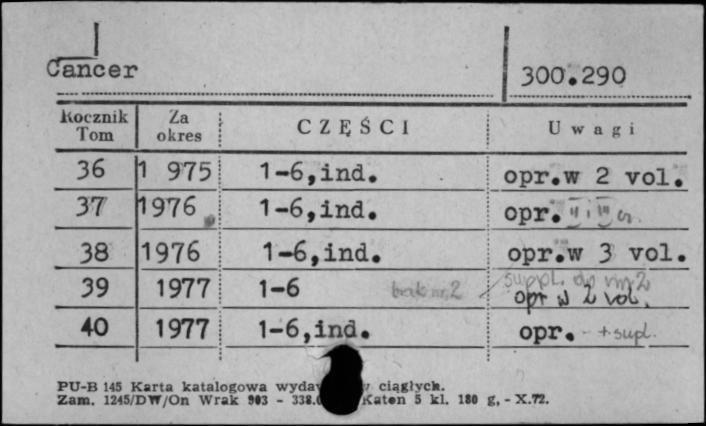 Cancer 300.290
Rocznik Tom Za okres CZĘŚCI Uwagi
36 1 975 1-6,ind. opr.w 2 vol.
37 1976 1-6,ind. opr.
38 1976 1-6,ind. opr.w 3 vol.
suppl. do nr 2
39 1977 1-6 brak nr 2 opr w 2 vol.
40 1977 1-6,ind. opr. - + supl.
PU-B 145 Karta katalogowa ciągłych.
Zam. 1245/DW/On Wrak 903 - Katen 5 kl. 180 g, - X.72.